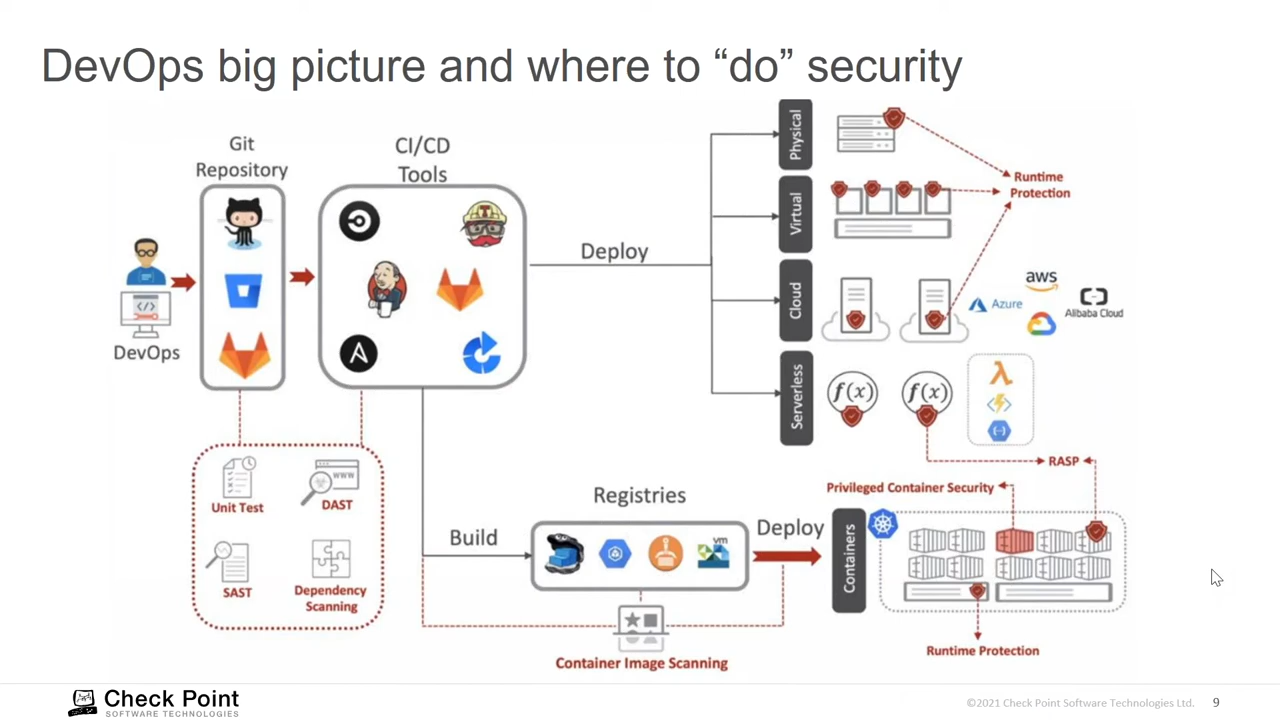 DevOps big picture and where to “do” security
Git
Repository
CI/CD
Tools
DevOps
Deploy
Physical
Virtual
Cloud
Serverless
Runtime
Protection
aws
Azure
Alibaba Cloud
f(x)
f(x)
RASP
Privileged Container Security
Unit Test
WWW
DAST
SAST
Dependency
Scanning
Build
Registries
vm
Deploy
Containers
Container Image Scanning
Runtime Protection
Check Point
SOFTWARE TECHNOLOGIES
©2021 Check Point Software Technologies Ltd.
9